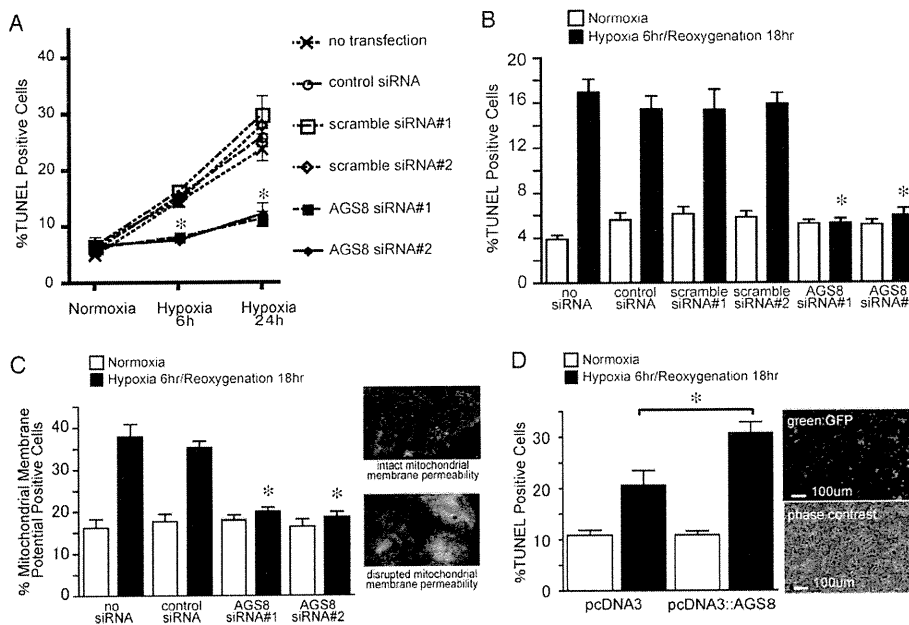 A
%TUNEL Positive Cells
40
30
20
10
0
Normoxia
Hypoxia
6h
Hypoxia
24h
no transfection
control siRNA
scramble siRNA#1
scramble siRNA#2
AGS8 siRNA#1
AGS8 siRNA#2
*
*
B
Normoxia
Hypoxia 6hr/Reoxygenation 18hr
%TUNEL Positive Cells
20
16
12
8
4
0
*
*
no
siRNA
control
siRNA
scramble
siRNA#1
scramble
siRNA#2
AGS8
siRNA#1
AGS8
siRNA#
C
Normoxia
Hypoxia 6hr/Reoxygenation 18hr
% Mitochondrial Membrane
Potential Positive Cells
40
30
20
10
0
*
*
no
siRNA
control
siRNA
AGS8
siRNA#1
AGS8
siRNA#2
intact mitochondrial
membrane permeability
disrupted mitochondrial
membrane permeability
D
Normoxia
Hypoxia 6hr/Reoxygenation 18hr
%TUNEL Positive Cells
30
20
10
0
*
pcDNA3
pcDNA3::AGS8
green:GFP
100um
phase contrast
100um